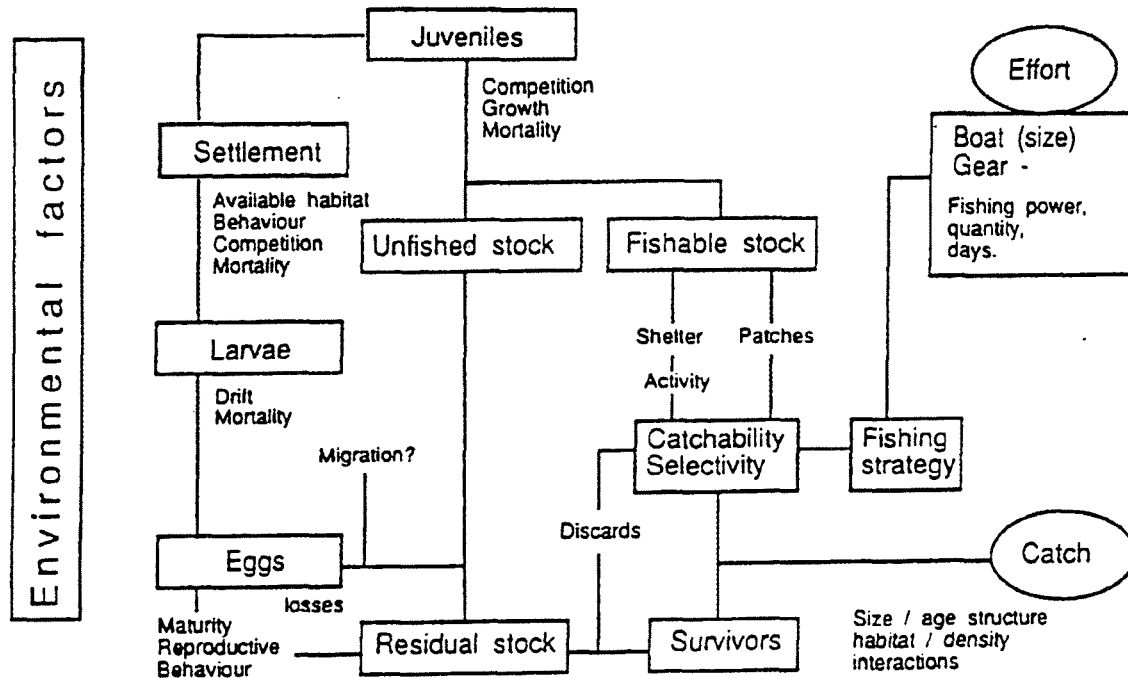 Environmental factors
Juveniles
Competition
Growth
Mortality
Effort
Boat (size)
Gear -
Fishing power,
quantity,
days.
Settlement
Available habitat
Behaviour
Competition
Mortality
Unfished stock
Fishable stock
Larvae
Drift
Mortality
Shelter
Activity
Patches
Migration?
Catchability
Selectivity
Fishing
strategy
Discards
Eggs
losses
Catch
Maturity
Reproductive
Behaviour
Residual stock
Survivors
Size / age structure
habitat / density
interactions